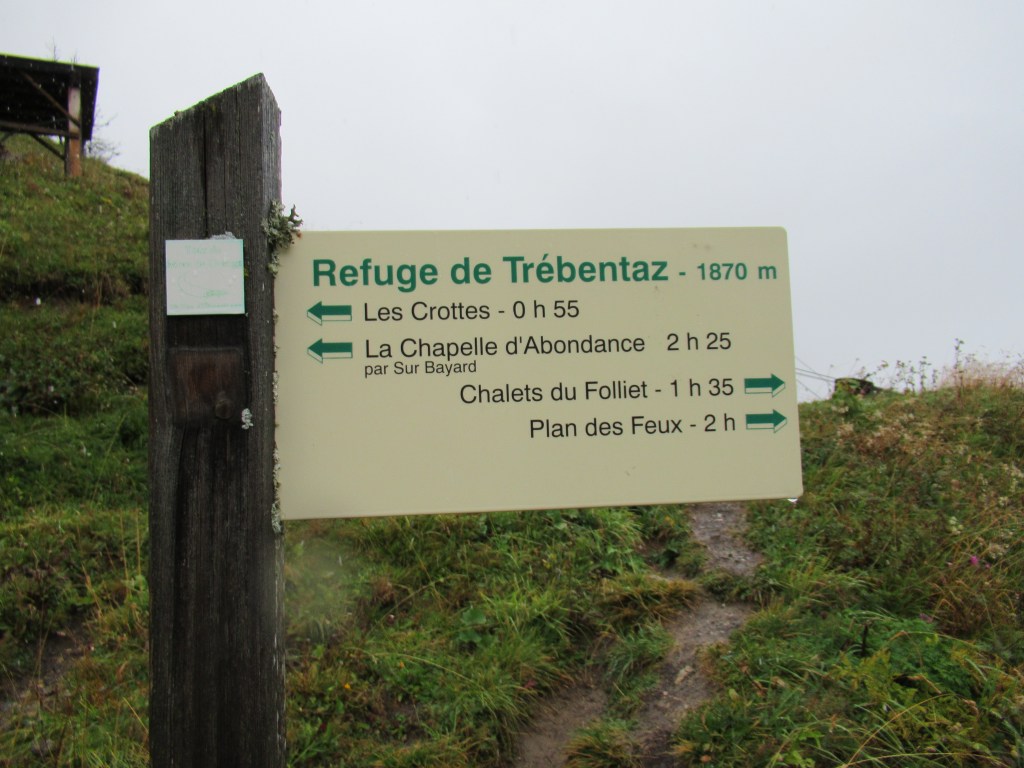 Refuge de Trébentaz - 1870 m
Les Crottes - 0 h 55
La Chapelle d'Abondance 2 h 25
par Sur Bayard
Chalets du Folliet - 1 h 35
Plan des Feux - 2 h